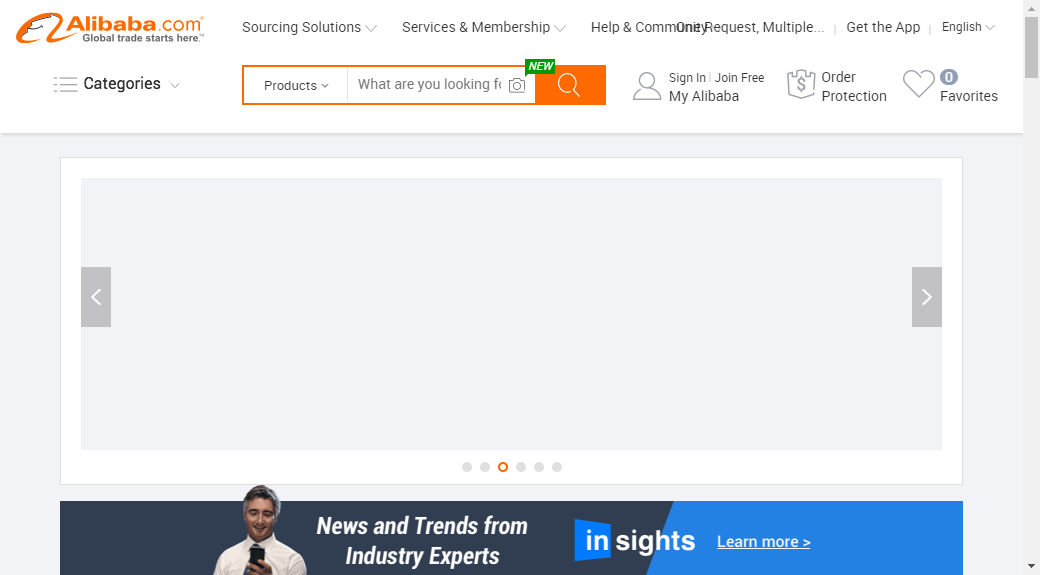 Alibaba.com
Global trade starts here.™
Sourcing Solutions
Services & Membership
Help & Community
One Request, Multiple...
Get the App
English
Categories
Products
What are you looking fo
NEW
Sign In
Join Free
My Alibaba
Order
Protection
0
Favorites
News and Trends from
Industry Experts
in sights
Learn more >